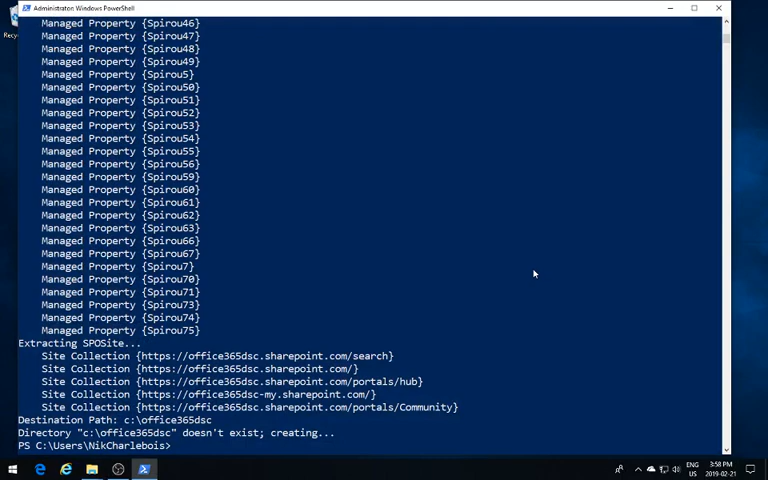 Administrator: Windows PowerShell
Managed Property {Spirou46}
Managed Property {Spirou47}
Managed Property {Spirou48}
Managed Property {Spirou49}
Managed Property {Spirou5}
Managed Property {Spirou50}
Managed Property {Spirou51}
Managed Property {Spirou52}
Managed Property {Spirou53}
Managed Property {Spirou54}
Managed Property {Spirou55}
Managed Property {Spirou56}
Managed Property {Spirou59}
Managed Property {Spirou60}
Managed Property {Spirou61}
Managed Property {Spirou62}
Managed Property {Spirou63}
Managed Property {Spirou66}
Managed Property {Spirou67}
Managed Property {Spirou7}
Managed Property {Spirou70}
Managed Property {Spirou71}
Managed Property {Spirou73}
Managed Property {Spirou74}
Managed Property {Spirou75}
Extracting SPOSite...
Site Collection {https://office365dsc.sharepoint.com/search}
Site Collection {https://office365dsc.sharepoint.com/}
Site Collection {https://office365dsc.sharepoint.com/portals/hub}
Site Collection {https://office365dsc-my.sharepoint.com/}
Site Collection {https://office365dsc.sharepoint.com/portals/Community}
Destination Path: c:\office365dsc
Directory "c:\office365dsc" doesn't exist; creating...
PS C:\Users\NikCharlebois>
ENG 3:58 PM
US 2019-02-21